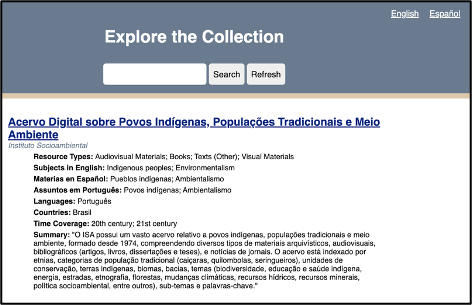 English Español
Explore the Collection
Search Refresh
Acervo Digital sobre Povos Indígenas, Populações Tradicionais e Meio
Ambiente
Instituto Socioambiental
Resource Types: Audiovisual Materials; Books; Texts (Other); Visual Materials
Subjects in English: Indigenous peoples; Environmentalism
Materias en Español: Pueblos indígenas; Ambientalismo
Assuntos em Português: Povos indígenas; Ambientalismo
Languages: Português
Countries: Brasil
Time Coverage: 20th century; 21st century
Summary: "O ISA possui um vasto acervo relativo a povos indígenas, populações tradicionais e meio
ambiente, formado desde 1974, compreendendo diversos tipos de materiais arquivísticos, audiovisuais,
bibliográficos (artigos, livros, dissertações e teses), e notícias de jornais. O acervo está indexado por
etnias, categorias de população tradicional (caiçaras, quilombolas, seringueiros), unidades de
conservação, terras indígenas, biomas, bacias, temas (biodiversidade, educação e saúde indígena,
energia, estradas, etnografia, florestas, mudanças climáticas, recursos hídricos, recursos minerais,
política socioambiental, entre outros), sub-temas e palavras-chave."